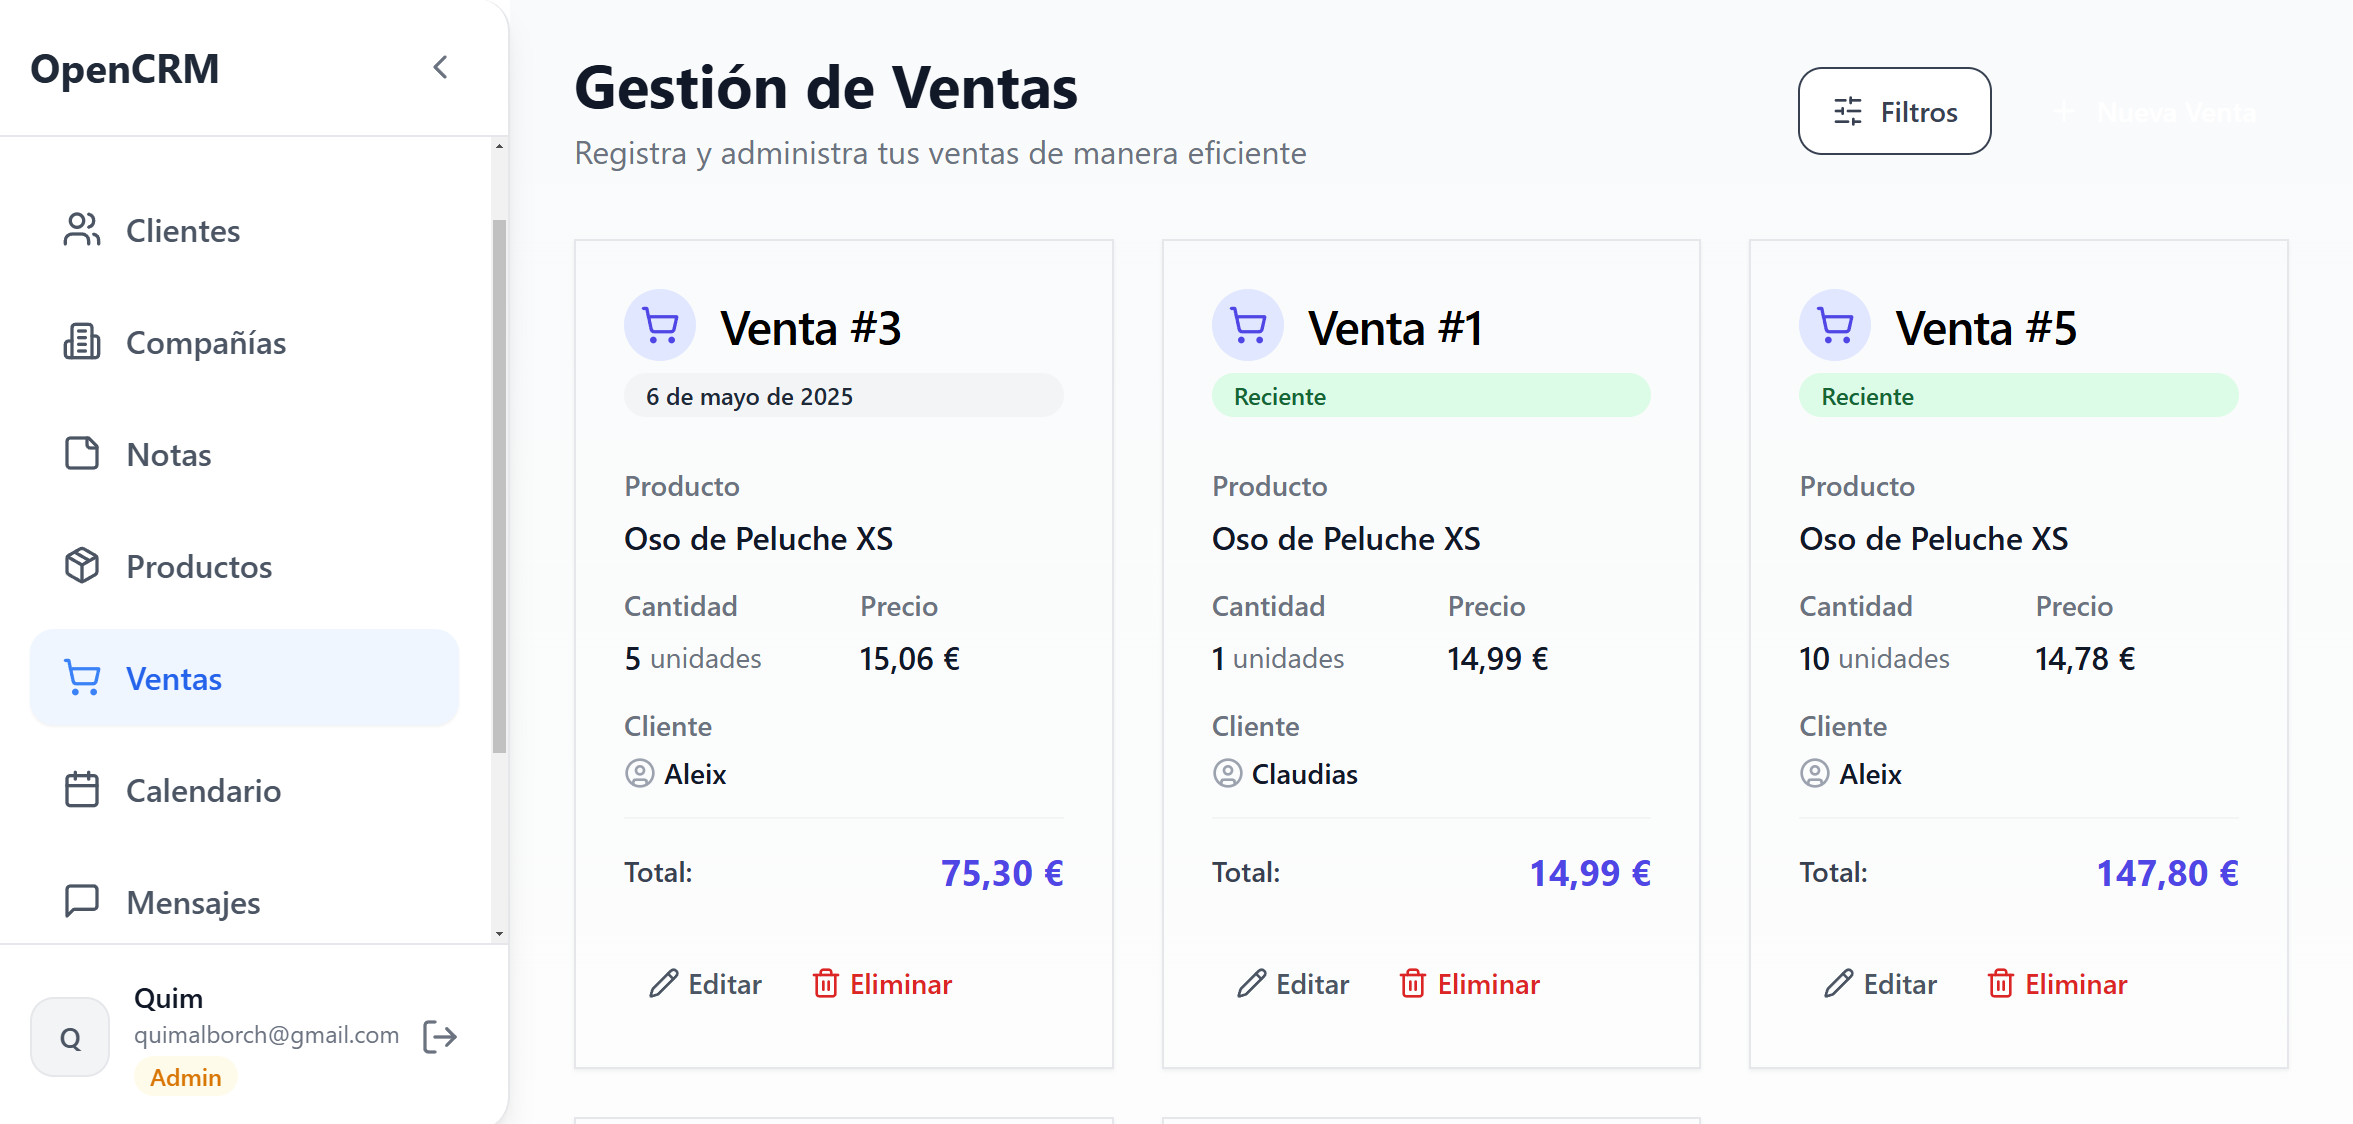 OpenCRM
Clientes
Compañías
Notas
Productos
Ventas
Calendario
Mensajes
Q
Quim
quimalborch@gmail.com
Admin
Gestión de Ventas
Registra y administra tus ventas de manera eficiente
Filtros
+ Nueva Venta
Venta #3
6 de mayo de 2025
Producto
Oso de Peluche XS
Cantidad Precio
5 unidades 15,06 €
Cliente
Aleix
Total: 75,30 €
Editar Eliminar
Venta #1
Reciente
Producto
Oso de Peluche XS
Cantidad Precio
1 unidades 14,99 €
Cliente
Claudias
Total: 14,99 €
Editar Eliminar
Venta #5
Reciente
Producto
Oso de Peluche XS
Cantidad Precio
10 unidades 14,78 €
Cliente
Aleix
Total: 147,80 €
Editar Eliminar